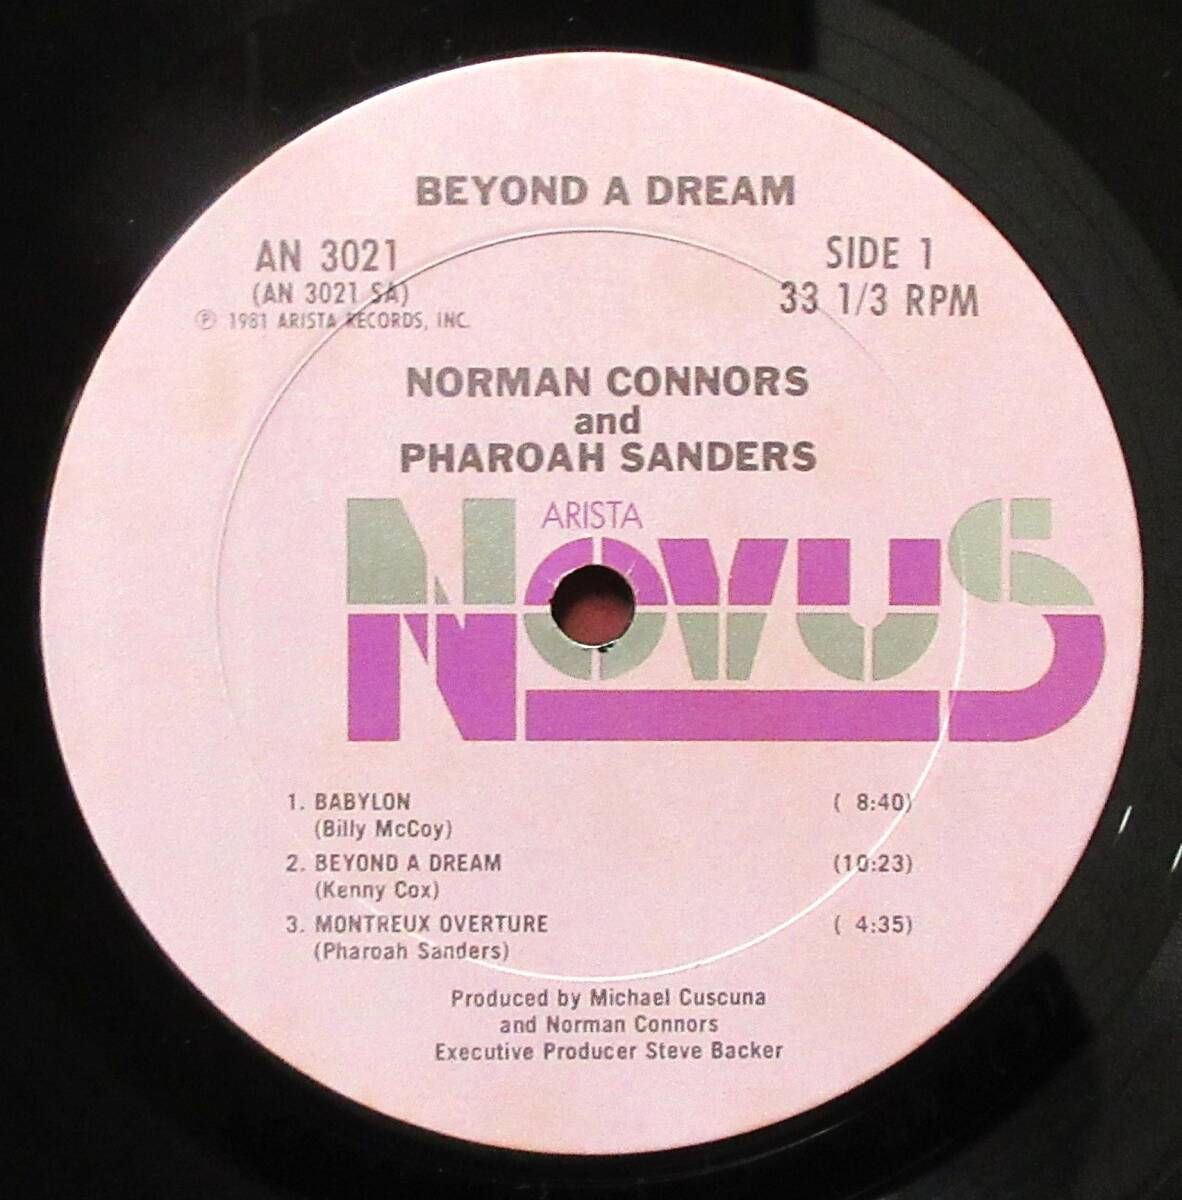 BEYOND A DREAM
AN 3021
(AN 3021 SA)
℗ 1981 ARISTA RECORDS, INC.
SIDE 1
33 1/3 RPM
NORMAN CONNORS
and
PHAROAH SANDERS
ARISTA
NOVUS
1. BABYLON ( 8:40)
(Billy McCoy)
2. BEYOND A DREAM (10:23)
(Kenny Cox)
3. MONTREUX OVERTURE ( 4:35)
(Pharoah Sanders)
Produced by Michael Cuscuna
and Norman Connors
Executive Producer Steve Backer